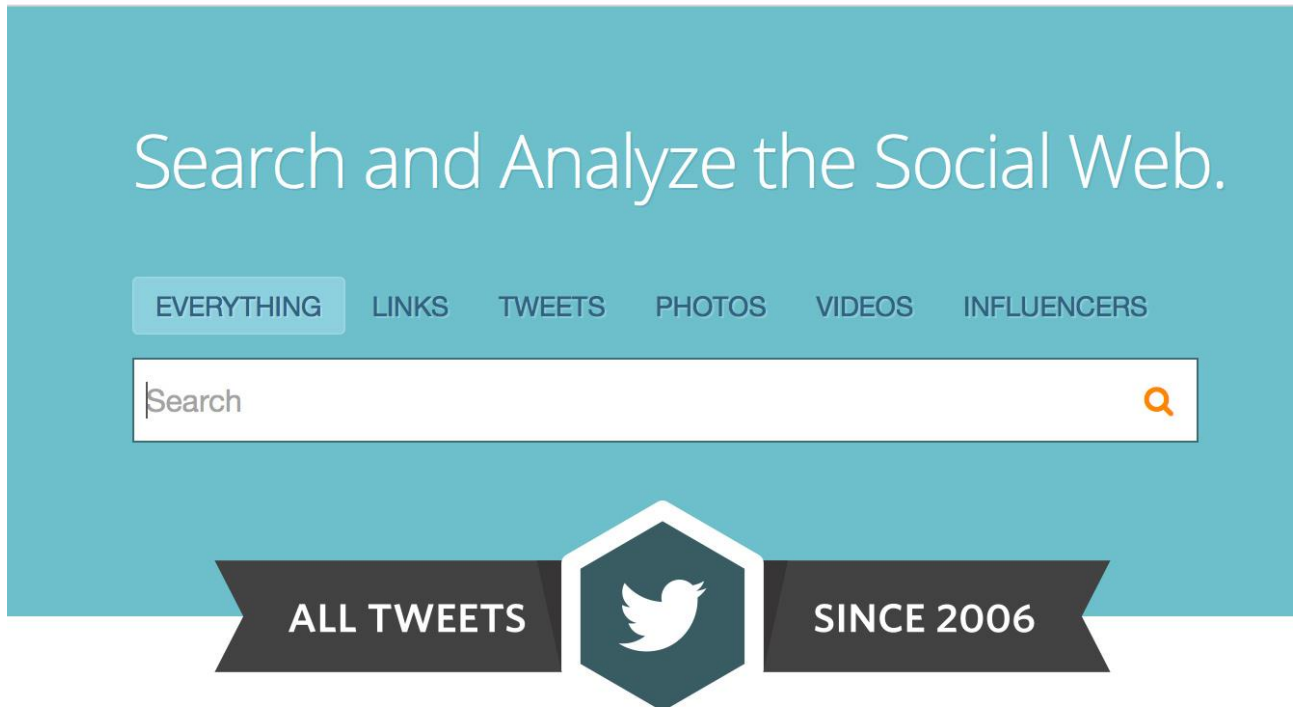 Search and Analyze the Social Web.
EVERYTHING LINKS TWEETS PHOTOS VIDEOS INFLUENCERS
Search
ALL TWEETS SINCE 2006